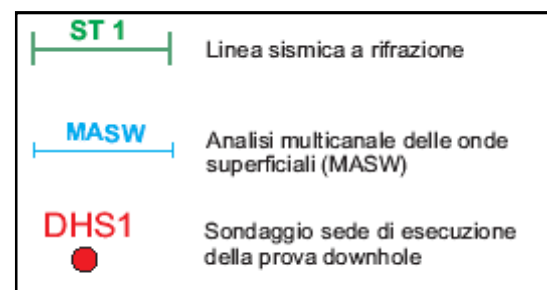 ST 1
Linea sismica a rifrazione
MASW
Analisi multicanale delle onde
superficiali (MASW)
DHS1
Sondaggio sede di esecuzione
della prova downhole